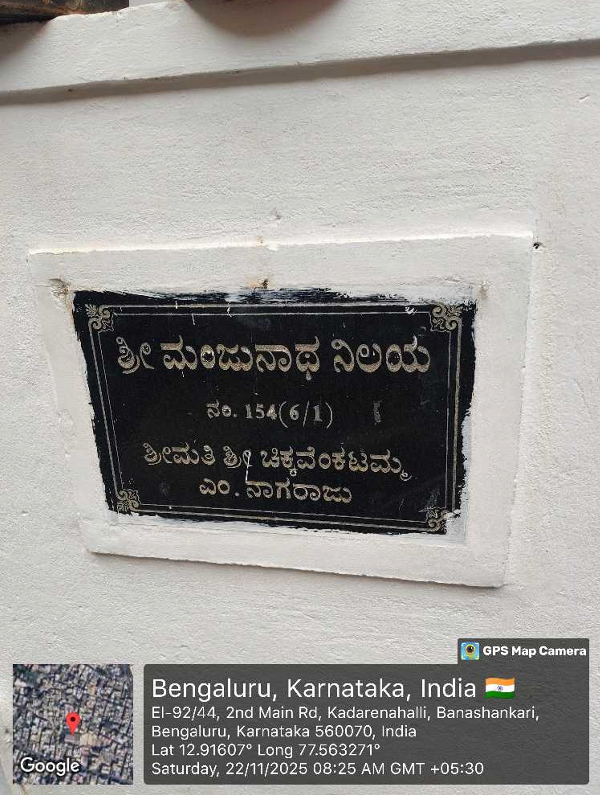 ಶ್ರೀ ಮಂಜುನಾಥ ನಿಲಯ
ನಂ. 154(6/1)
ಶ್ರೀಮತಿ ಶ್ರೀ ಚಿಕ್ಕವೆಂಕಟಮ್ಮ
ಎಂ. ನಾಗರಾಜು
GPS Map Camera
Bengaluru, Karnataka, India
El-92/44, 2nd Main Rd, Kadarenahalli, Banashankari,
Bengaluru, Karnataka 560070, India
Lat 12.91607° Long 77.563271°
Saturday, 22/11/2025 08:25 AM GMT +05:30
Google